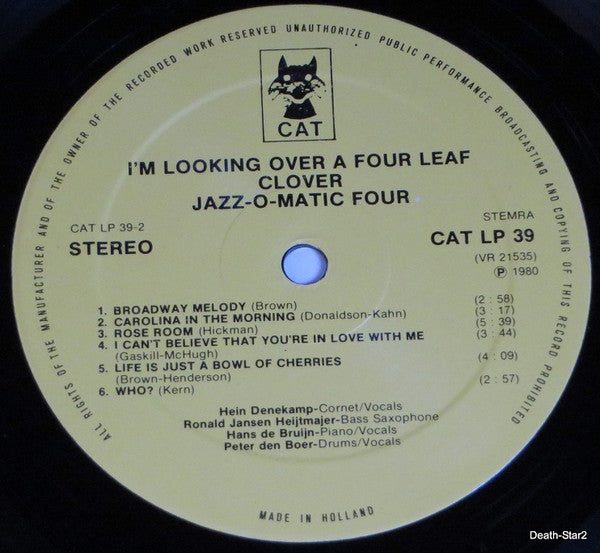 ALL RIGHTS OF THE MANUFACTURER AND OF THE OWNER OF THE RECORDED WORK RESERVED UNAUTHORIZED PUBLIC PERFORMANCE BROADCASTING AND COPYING OF THIS RECORD PROHIBITED
CAT
I'M LOOKING OVER A FOUR LEAF
CLOVER
JAZZ-O-MATIC FOUR
CAT LP 39-2
STEREO
STEMRA
CAT LP 39
(VR 21535)
℗ 1980
1. BROADWAY MELODY (Brown) (2 : 58)
2. CAROLINA IN THE MORNING (Donaldson-Kahn) (3 : 17)
3. ROSE ROOM (Hickman) (5 : 39)
4. I CAN'T BELIEVE THAT YOU'RE IN LOVE WITH ME (3 : 44)
(Gaskill-McHugh)
5. LIFE IS JUST A BOWL OF CHERRIES (4 : 09)
(Brown-Henderson)
6. WHO? (Kern) (2 : 57)
Hein Denekamp-Cornet/Vocals
Ronald Jansen Heijtmajer-Bass Saxophone
Hans de Bruijn-Piano/Vocals
Peter den Boer-Drums/Vocals
MADE IN HOLLAND
Death-Star2